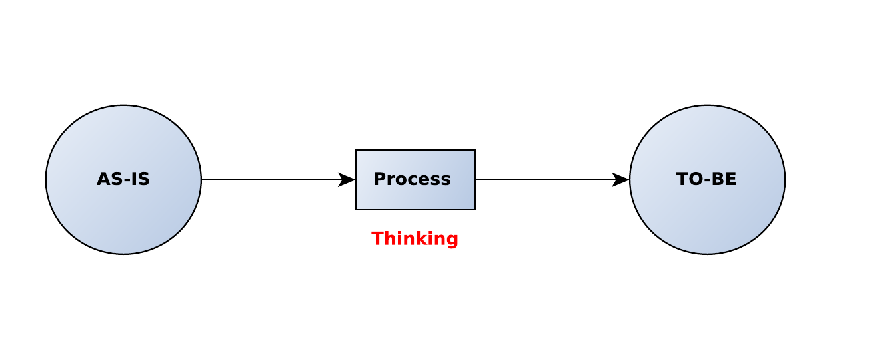 AS-IS
Process
TO-BE
Thinking